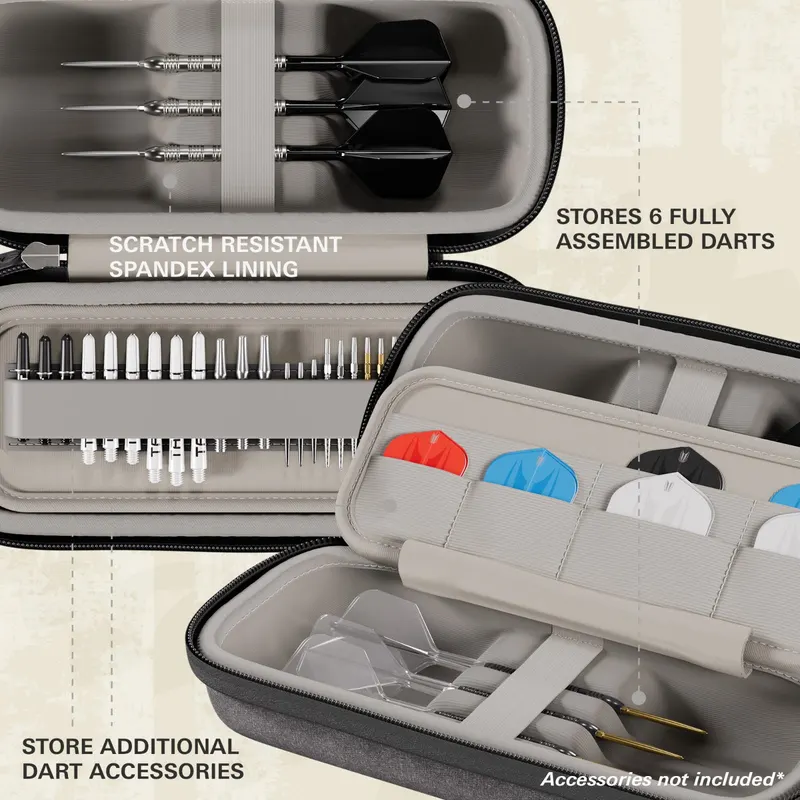 SCRATCH RESISTANT
SPANDEX LINING
STORES 6 FULLY
ASSEMBLED DARTS
STORE ADDITIONAL
DART ACCESSORIES
Accessories not included*